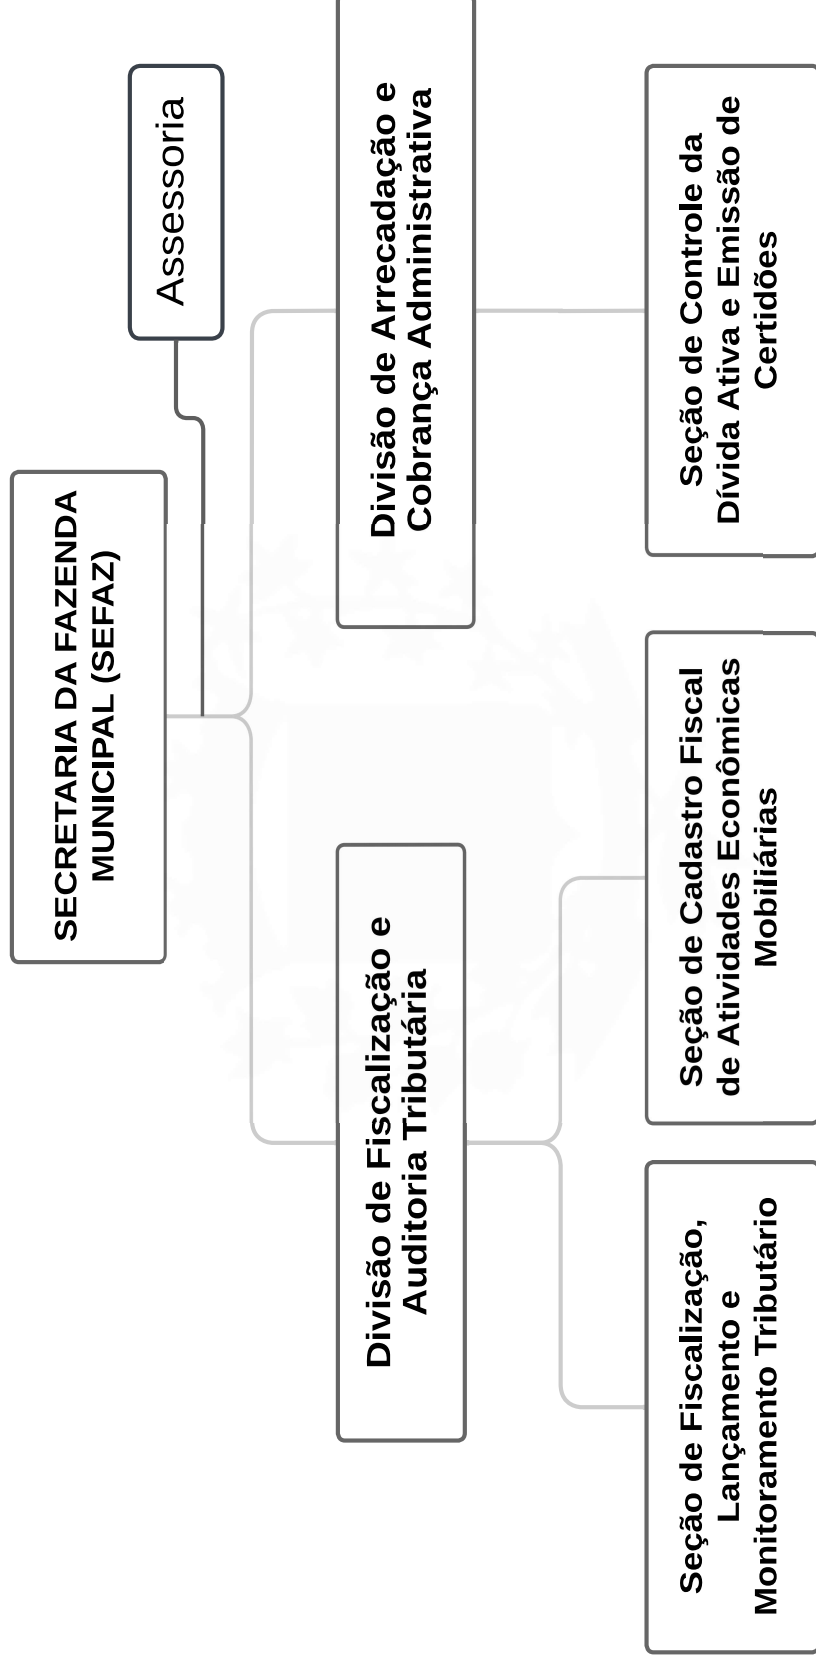 SECRETARIA DA FAZENDA
MUNICIPAL (SEFAZ)
Assessoria
Divisão de Fiscalização e
Auditoria Tributária
Divisão de Arrecadação e
Cobrança Administrativa
Seção de Fiscalização,
Lançamento e
Monitoramento Tributário
Seção de Cadastro Fiscal
de Atividades Econômicas
Mobiliárias
Seção de Controle da
Dívida Ativa e Emissão de
Certidões